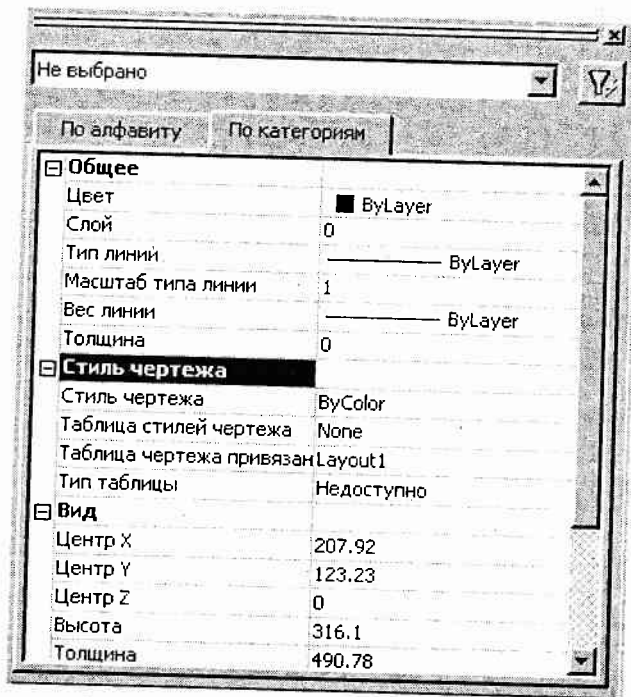 Не выбрано
По алфавиту По категориям
Общее
Цвет ByLayer
Слой 0
Тип линий ByLayer
Масштаб типа линии 1
Вес линии ByLayer
Толщина 0
Стиль чертежа
Стиль чертежа ByColor
Таблица стилей чертежа None
Таблица чертежа привязан Layout1
Тип таблицы Недоступно
Вид
Центр X 207.92
Центр Y 123.23
Центр Z 0
Высота 316.1
Толщина 490.78